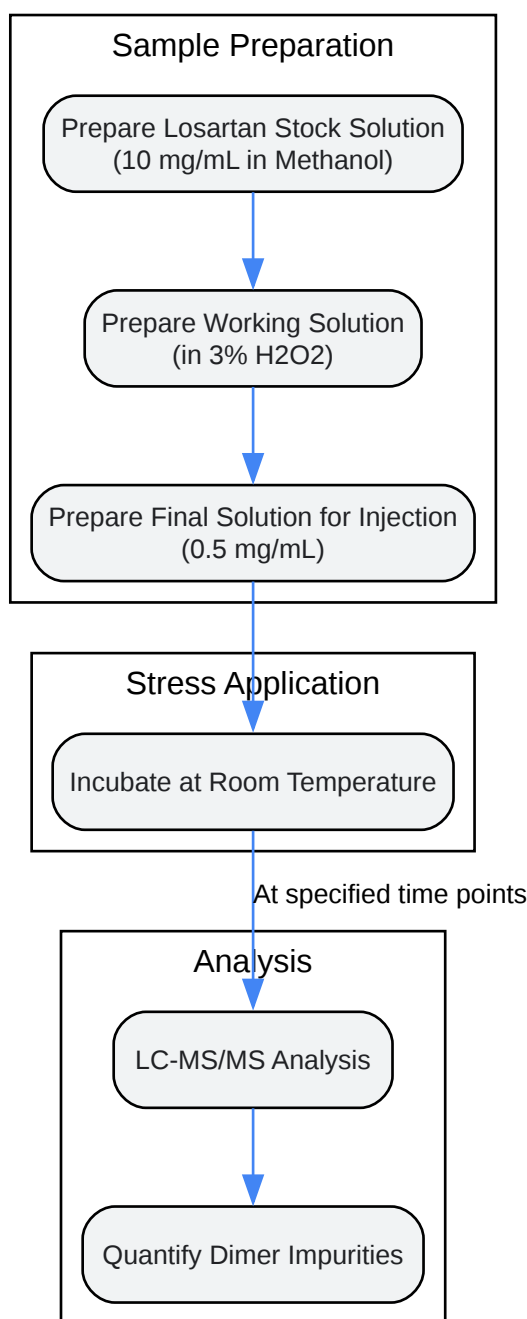 Sample Preparation
Prepare Losartan Stock Solution
(10 mg/mL in Methanol)
Prepare Working Solution
(in 3% H2O2)
Prepare Final Solution for Injection
(0.5 mg/mL)
Stress Application
Incubate at Room Temperature
At specified time points
Analysis
LC-MS/MS Analysis
Quantify Dimer Impurities